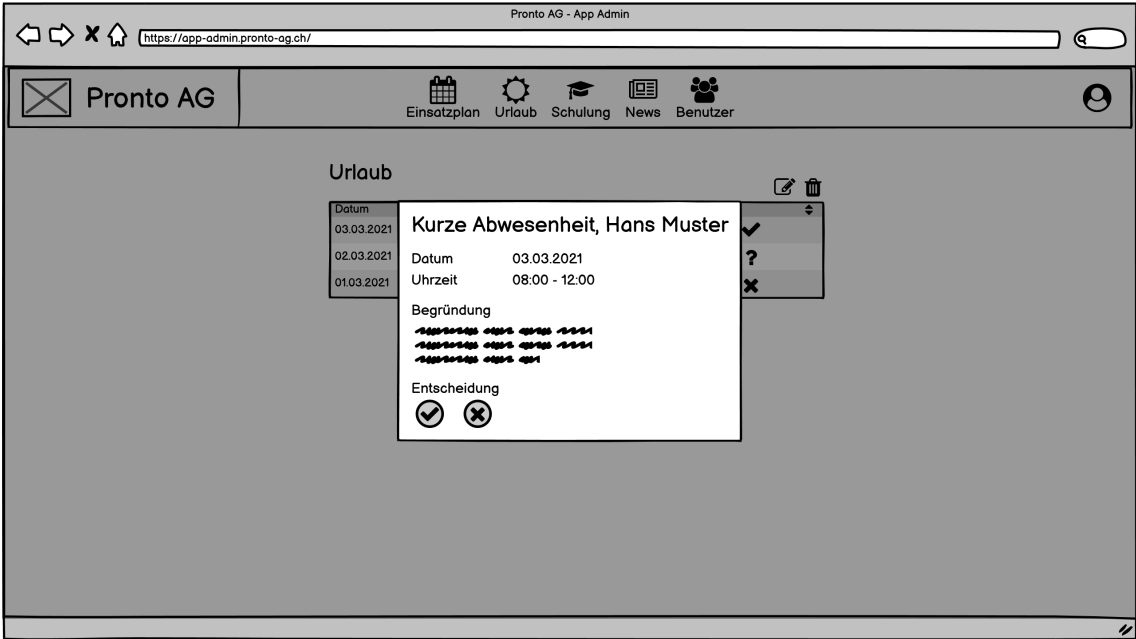 Pronto AG - App Admin
https://app-admin.pronto-ag.ch/
Pronto AG
Einsatzplan Urlaub Schulung News Benutzer
Urlaub
Datum
03.03.2021
02.03.2021
01.03.2021
Kurze Abwesenheit, Hans Muster
Datum 03.03.2021
Uhrzeit 08:00 - 12:00
Begründung
Entscheidung